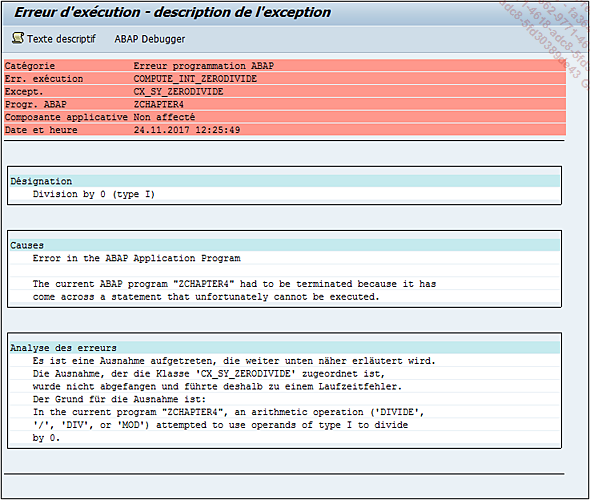 Erreur d'exécution - description de l'exception
Texte descriptif ABAP Debugger
Catégorie Erreur programmation ABAP
Err. exécution COMPUTE_INT_ZERODIVIDE
Except. CX_SY_ZERODIVIDE
Progr. ABAP ZCHAPTER4
Composante applicative Non affecté
Date et heure 24.11.2017 12:25:49
Désignation
Division by 0 (type I)
Causes
Error in the ABAP Application Program
The current ABAP program "ZCHAPTER4" had to be terminated because it has
come across a statement that unfortunately cannot be executed.
Analyse des erreurs
Es ist eine Ausnahme aufgetreten, die weiter unten näher erläutert wird.
Die Ausnahme, der die Klasse 'CX_SY_ZERODIVIDE' zugeordnet ist,
wurde nicht abgefangen und führte deshalb zu einem Laufzeitfehler.
Der Grund für die Ausnahme ist:
In the current program "ZCHAPTER4", an arithmetic operation ('DIVIDE',
'/', 'DIV', or 'MOD') attempted to use operands of type I to divide
by 0.